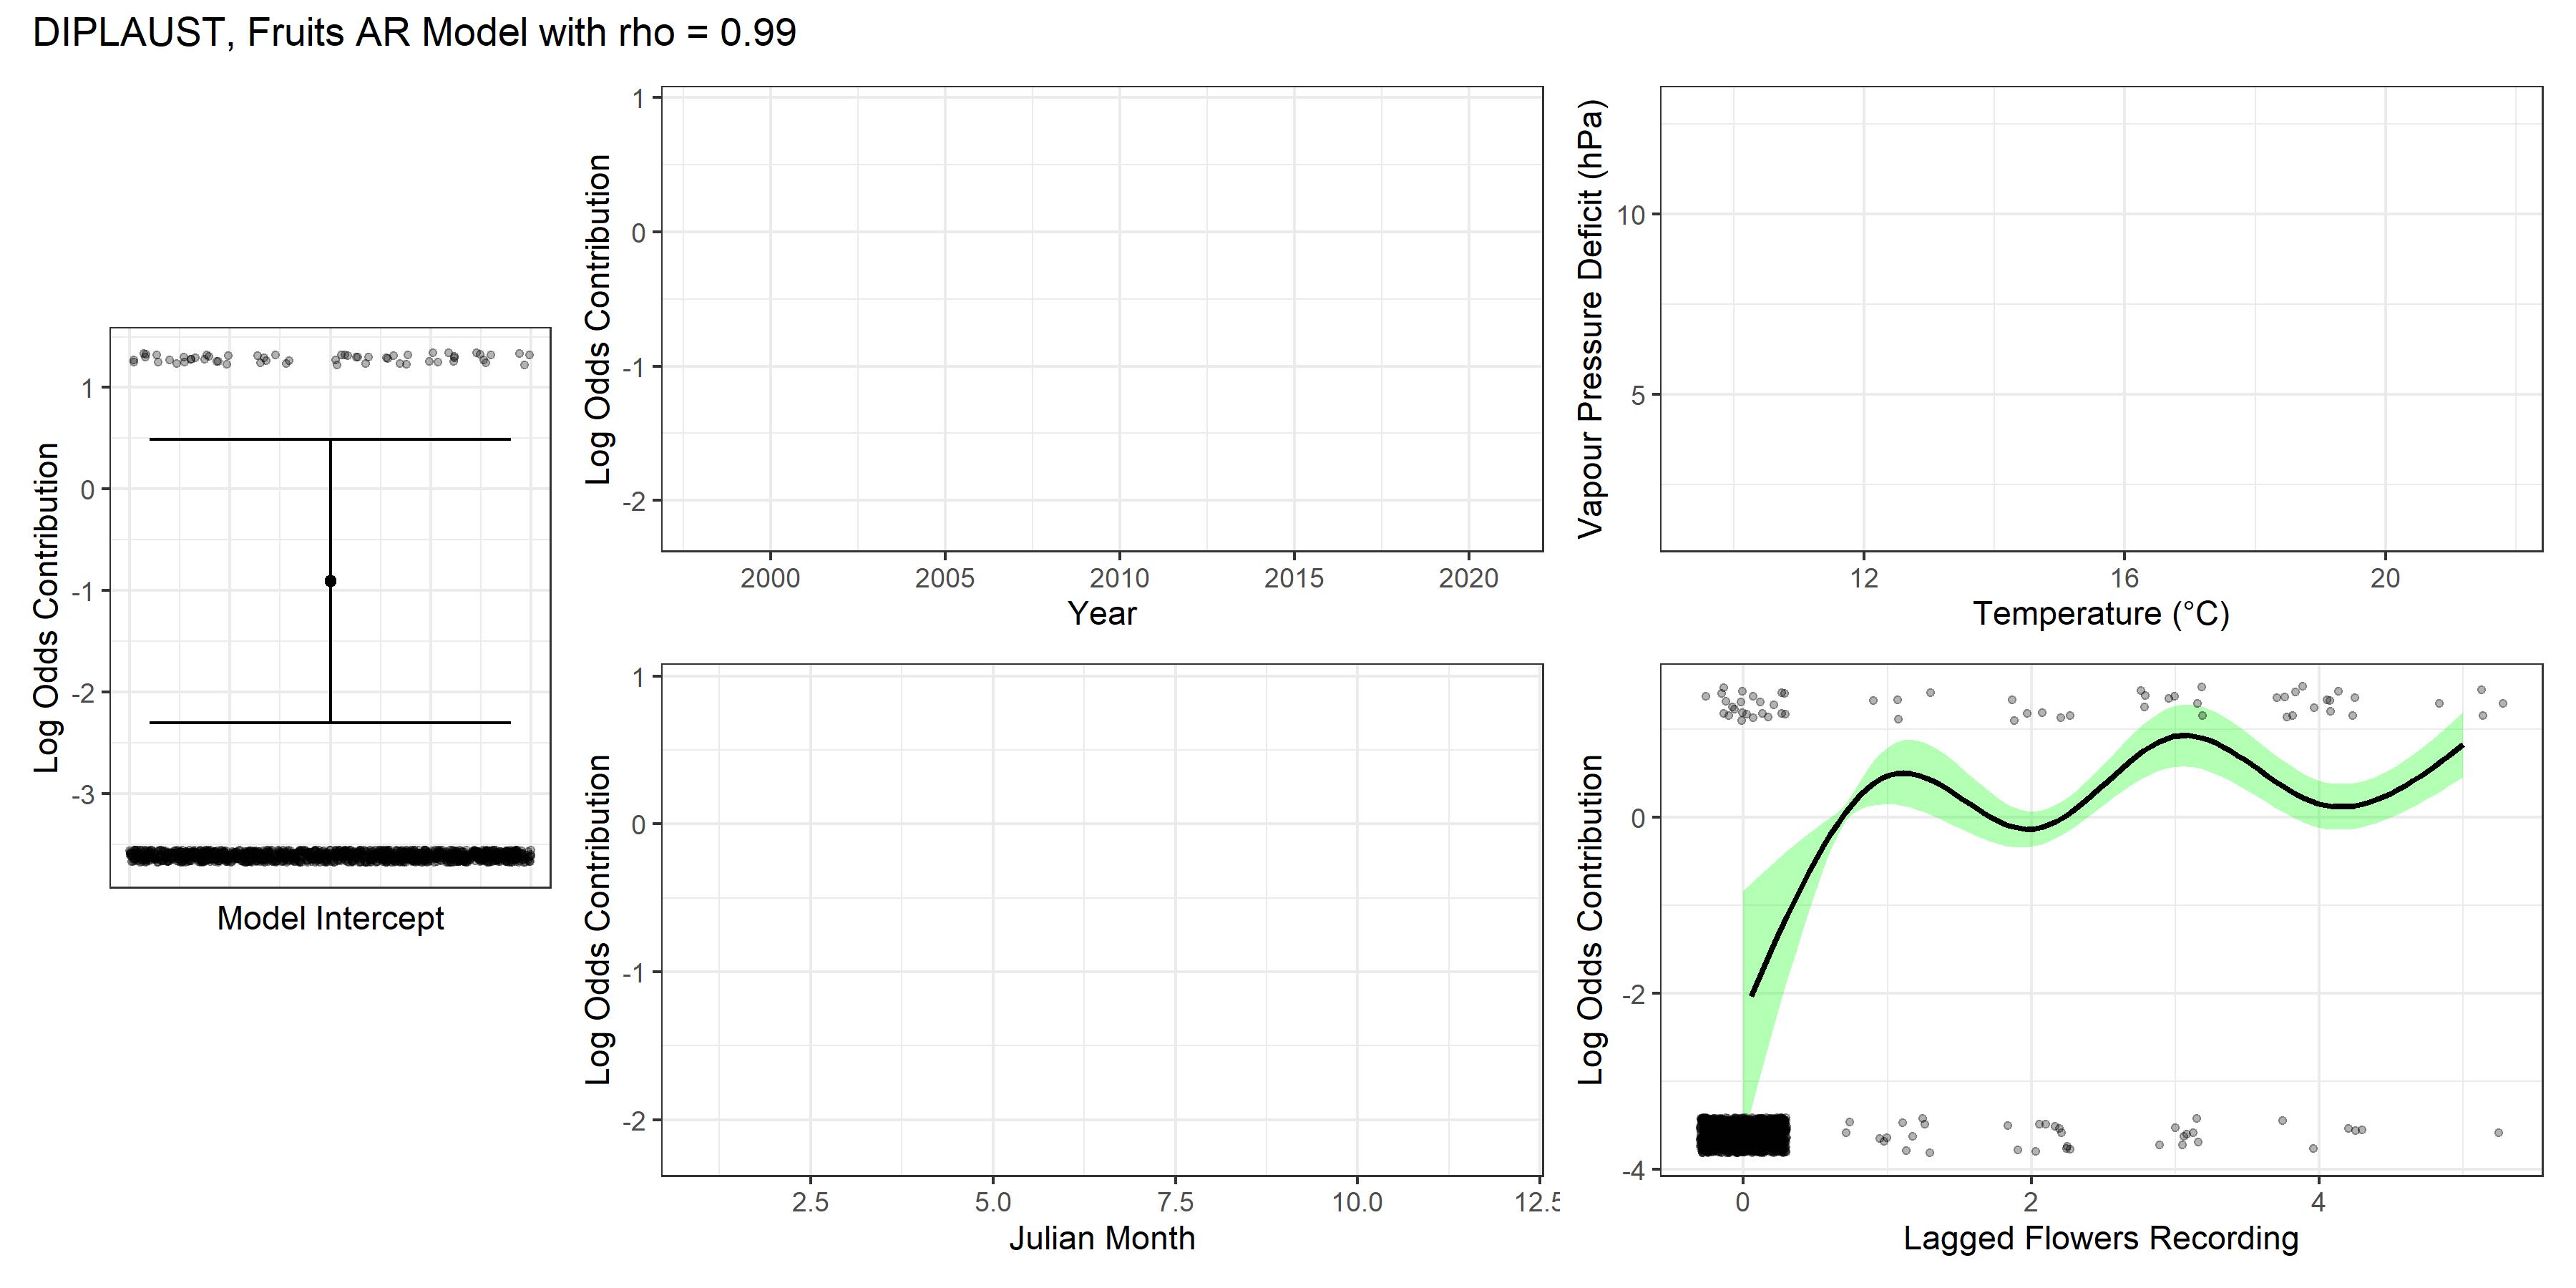 DIPLAUST, Fruits AR Model with rho = 0.99
Log Odds Contribution
1
0
-1
-2
-3
Model Intercept
Log Odds Contribution
1
0
-1
-2
2000 2005 2010 2015 2020
Year
Vapour Pressure Deficit (hPa)
10
5
12 16 20
Temperature (°C)
Log Odds Contribution
1
0
-1
-2
2.5 5.0 7.5 10.0 12.5
Julian Month
Log Odds Contribution
0
-2
-4
0 2 4
Lagged Flowers Recording